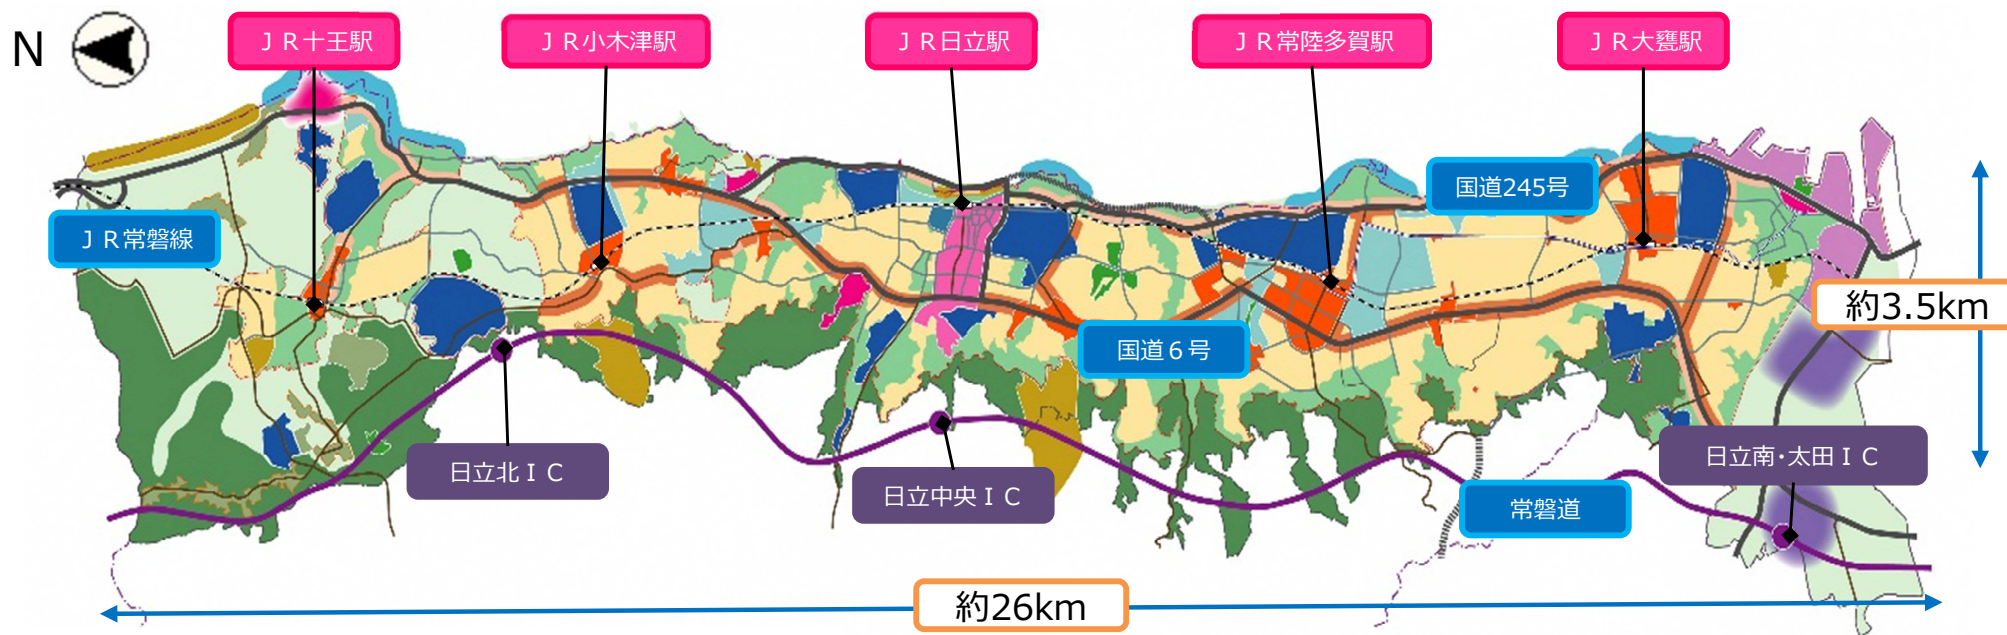 N
ＪＲ十王駅
ＪＲ小木津駅
ＪＲ日立駅
ＪＲ常陸多賀駅
ＪＲ大甕駅
国道245号
ＪＲ常磐線
約3.5km
国道６号
日立北ＩＣ
日立中央ＩＣ
日立南･太田ＩＣ
常磐道
約26km